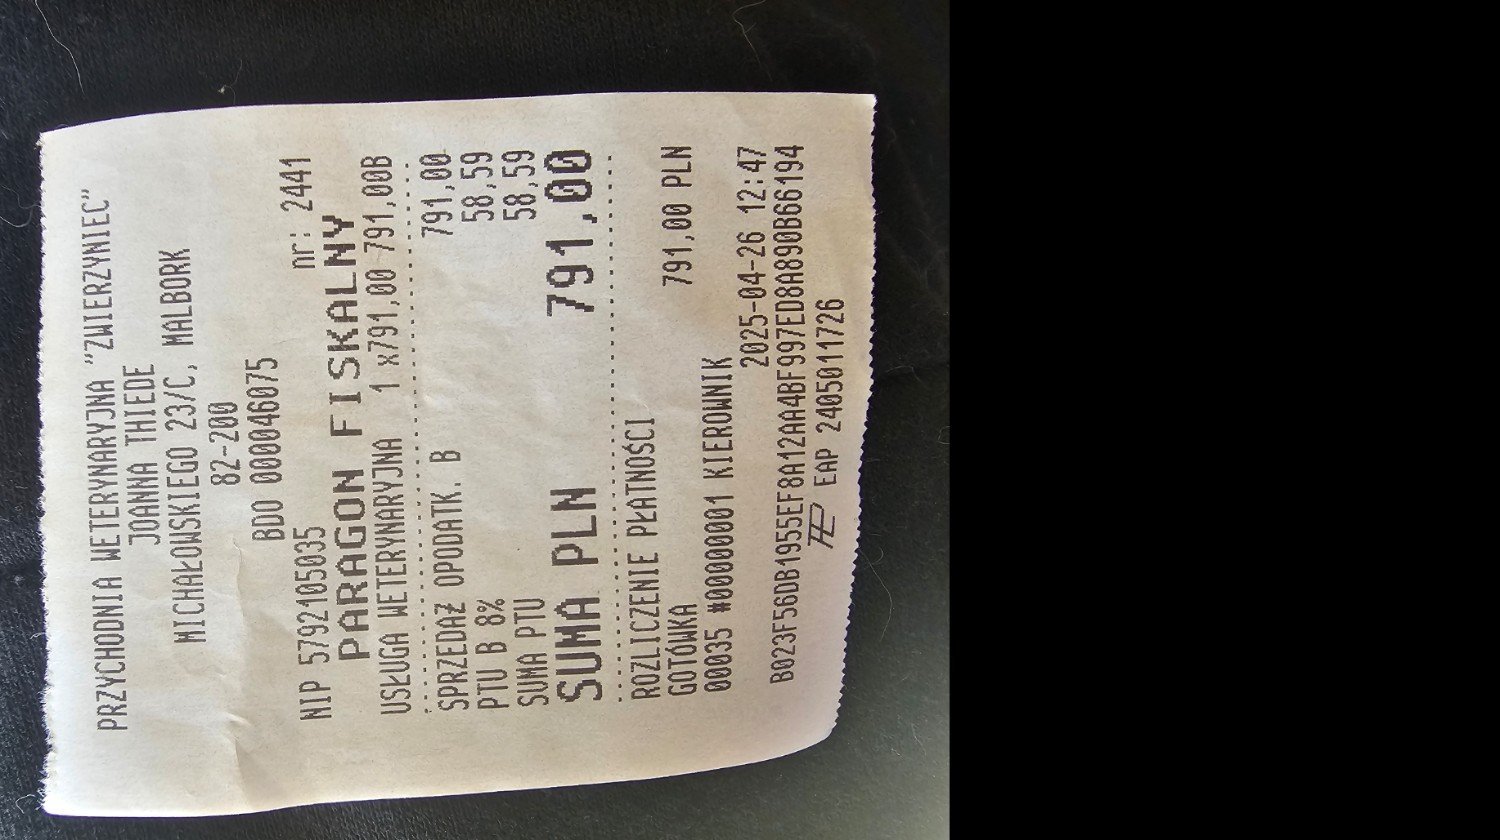 PRZYCHODNIA WETERYNARYJNA "ZWIERZYNIEC"
JOANNA THIEDE
MICHAŁOWSKIEGO 23/C, MALBORK
82-200
BDO 000046075
NIP 5792105035 nr: 2441
PARAGON FISKALNY
USŁUGA WETERYNARYJNA 1 x791,00 791,00B
SPRZEDAŻ OPODATK. B 791,00
PTU B 8% 58,59
SUMA PTU 58,59
SUMA PLN 791,00
ROZLICZENIE PŁATNOŚCI
GOTÓWKA 791,00 PLN
00035 #00000001 KIEROWNIK 2025-04-26 12:47
B023F56DB1955EF8A12AA4BF997ED8A890B66194
EAP 2405011726